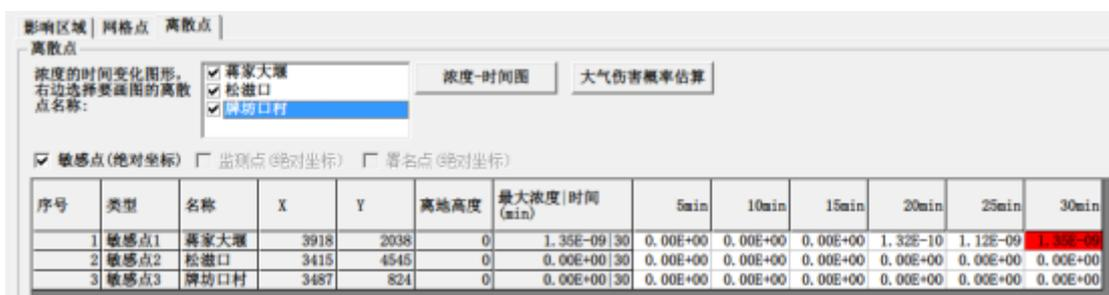 影响区域 网格点 离散点
离散点
浓度的时间变化图形，
右边选择要画图的离散
点名称:
蒋家大堰
松滋口
牌坊口村
浓度-时间图 大气伤害概率估算
敏感点(绝对坐标) 监测点(绝对坐标) 署名点(绝对坐标)
序号 类型 名称 X Y 离地高度 最大浓度|时间(min) 5min 10min 15min 20min 25min 30min
1 敏感点1 蒋家大堰 3918 2038 0 1.35E-09|30 0.00E+00 0.00E+00 0.00E+00 1.32E-10 1.12E-09 1.35E-09
2 敏感点2 松滋口 3415 4545 0 0.00E+00|30 0.00E+00 0.00E+00 0.00E+00 0.00E+00 0.00E+00 0.00E+00
3 敏感点3 牌坊口村 3487 824 0 0.00E+00|30 0.00E+00 0.00E+00 0.00E+00 0.00E+00 0.00E+00 0.00E+00